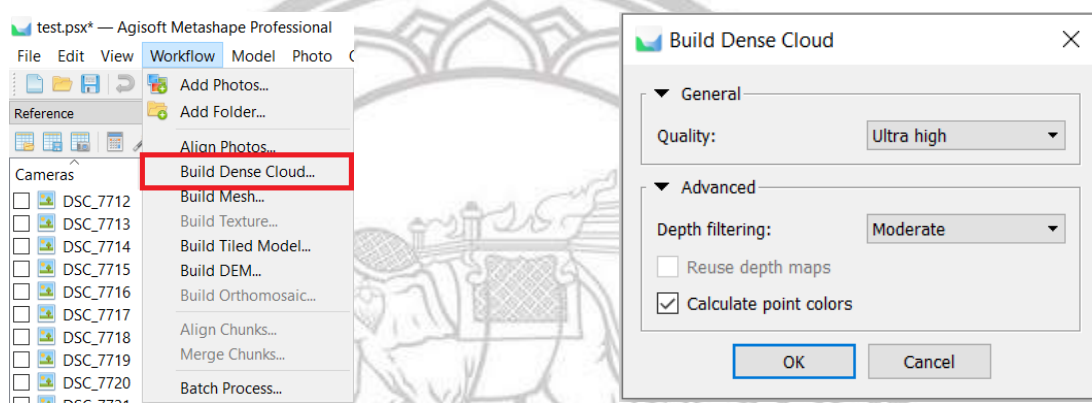 test.psx* — Agisoft Metashape Professional
File Edit View Workflow Model Photo
Reference
Cameras
DSC_7712
DSC_7713
DSC_7714
DSC_7715
DSC_7716
DSC_7717
DSC_7718
DSC_7719
DSC_7720
Add Photos...
Add Folder...
Align Photos...
Build Dense Cloud...
Build Mesh...
Build Texture...
Build Tiled Model...
Build DEM...
Build Orthomosaic...
Align Chunks...
Merge Chunks...
Batch Process...
Build Dense Cloud
General
Quality: Ultra high
Advanced
Depth filtering: Moderate
Reuse depth maps
Calculate point colors
OK Cancel